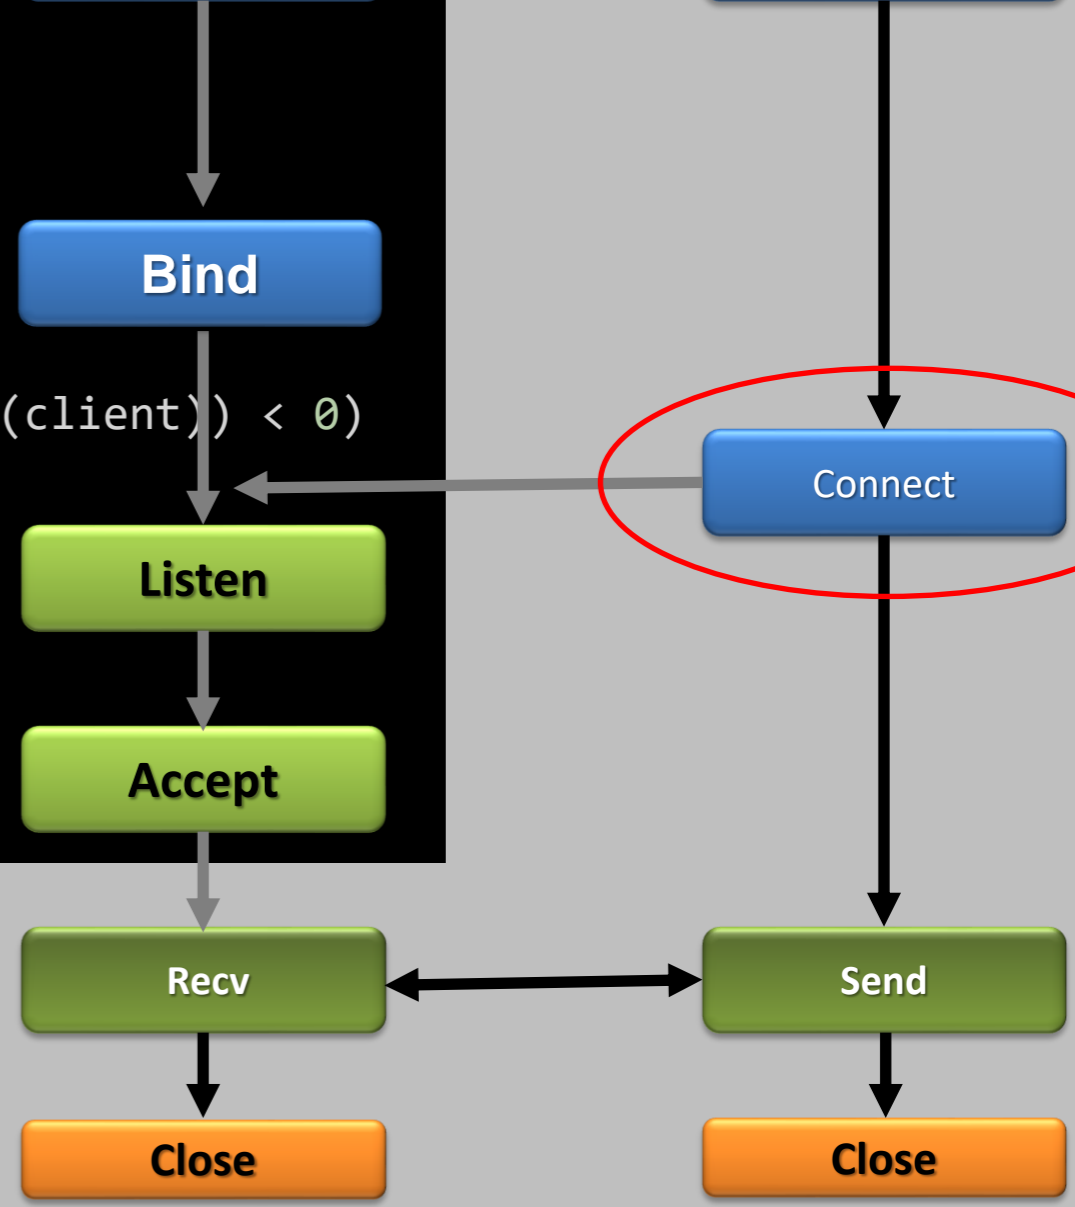 Bind
(client)) < 0)
Connect
Listen
Accept
Recv
Send
Close
Close